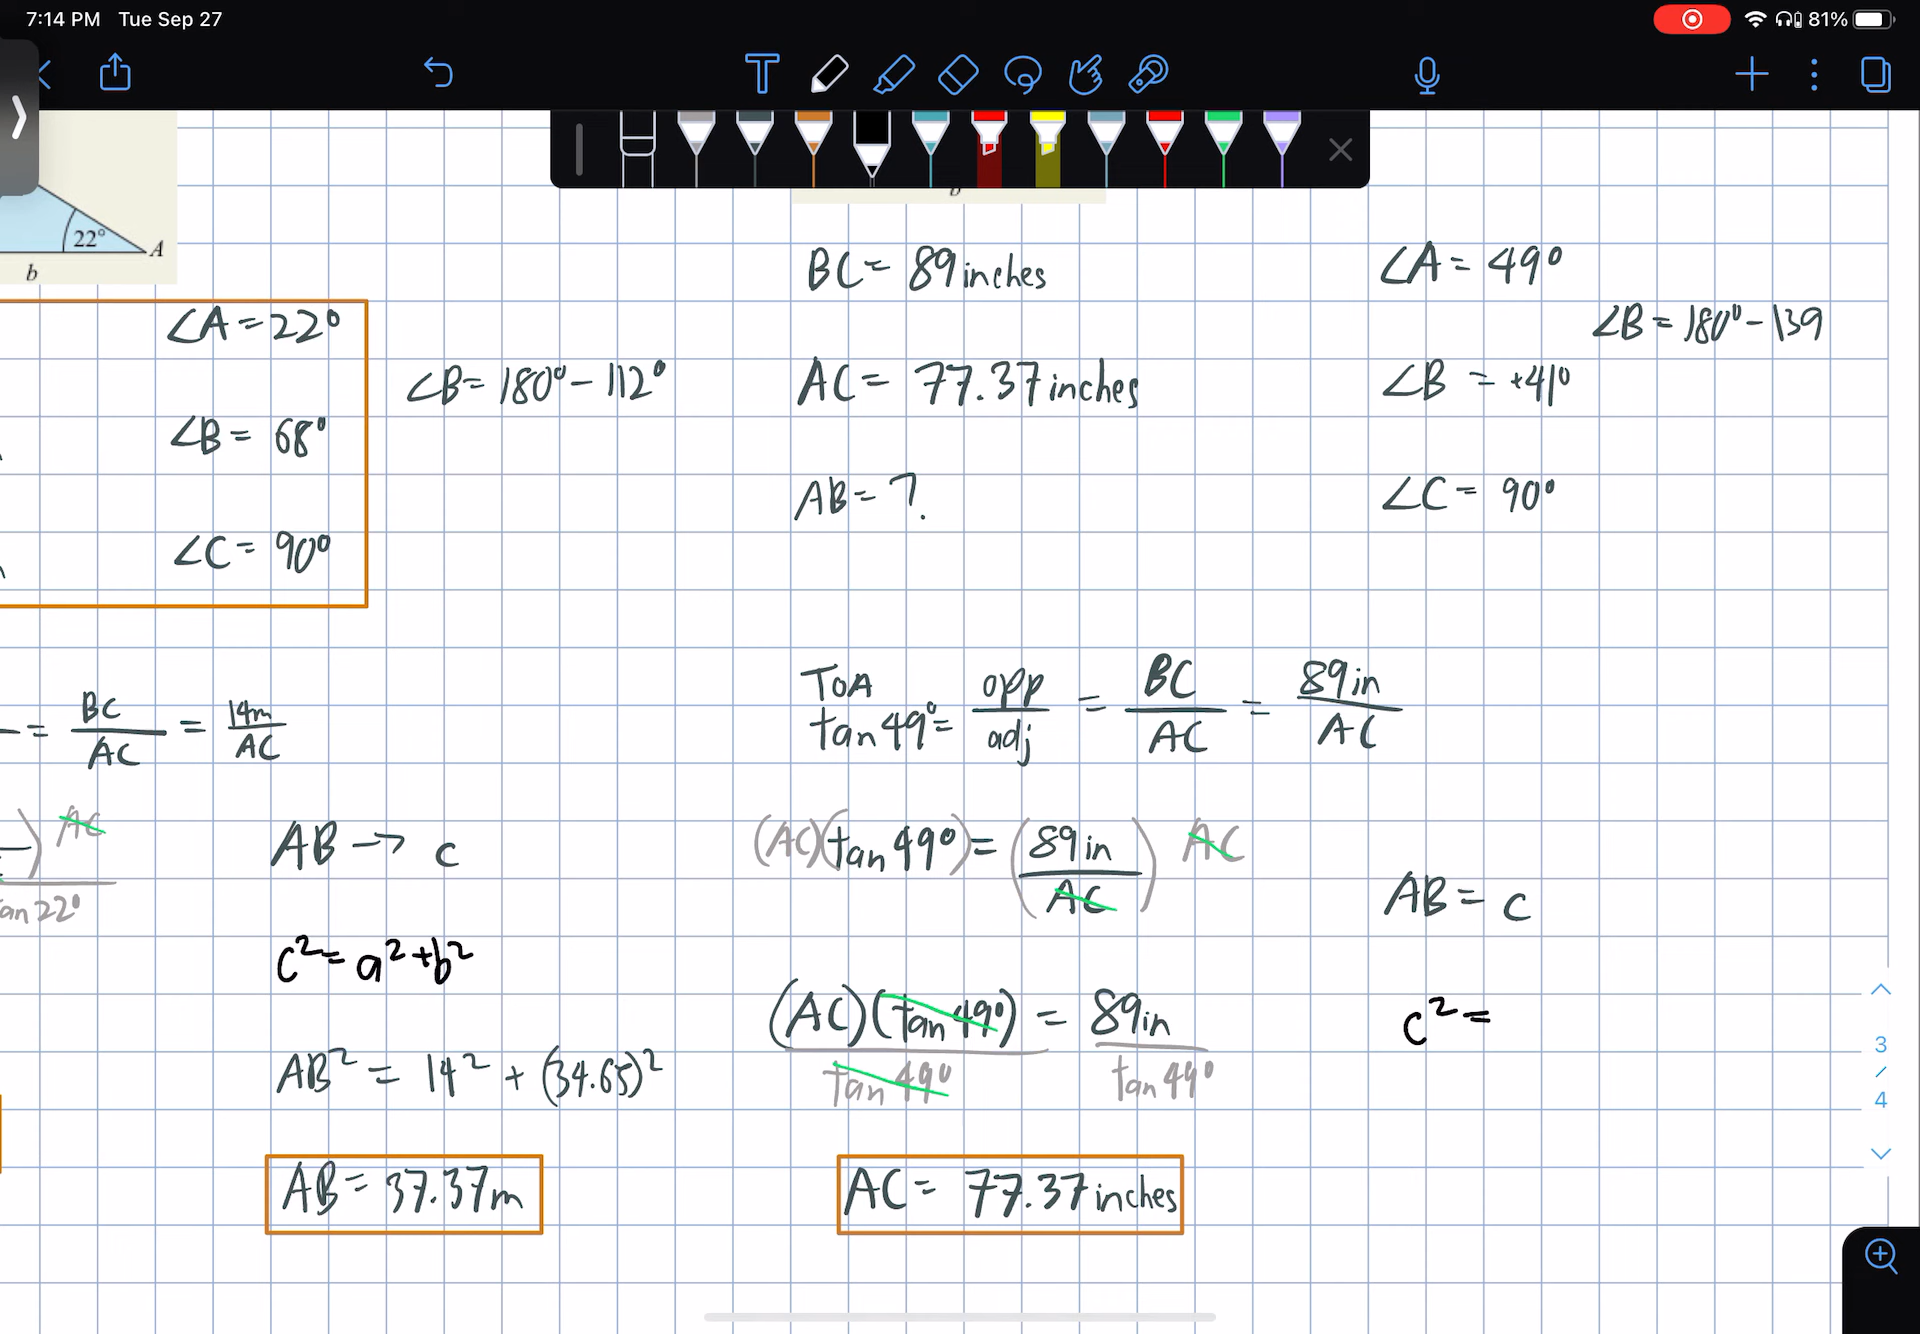 7:14 PM Tue Sep 27
81%
T
22°
A
b
b
∠A = 22°
∠B = 68°
∠C = 90°
∠B = 180° - 112°
= BC/AC = 14m/AC
) AC
an 22°
AB → c
c² = a² + b²
AB² = 14² + (34.65)²
AB = 37.37m
BC = 89 inches
AC = 77.37 inches
AB = ?
∠A = 49°
∠B = 180° - 139
∠B = +41°
∠C = 90°
TOA
tan 49° = opp/adj = BC/AC = 89in/AC
(AC)(tan 49°) = (89in/AC) AC
(AC)(tan 49°) = 89in
tan 49° tan 49°
AC = 77.37 inches
AB = c
c² =
3
/
4